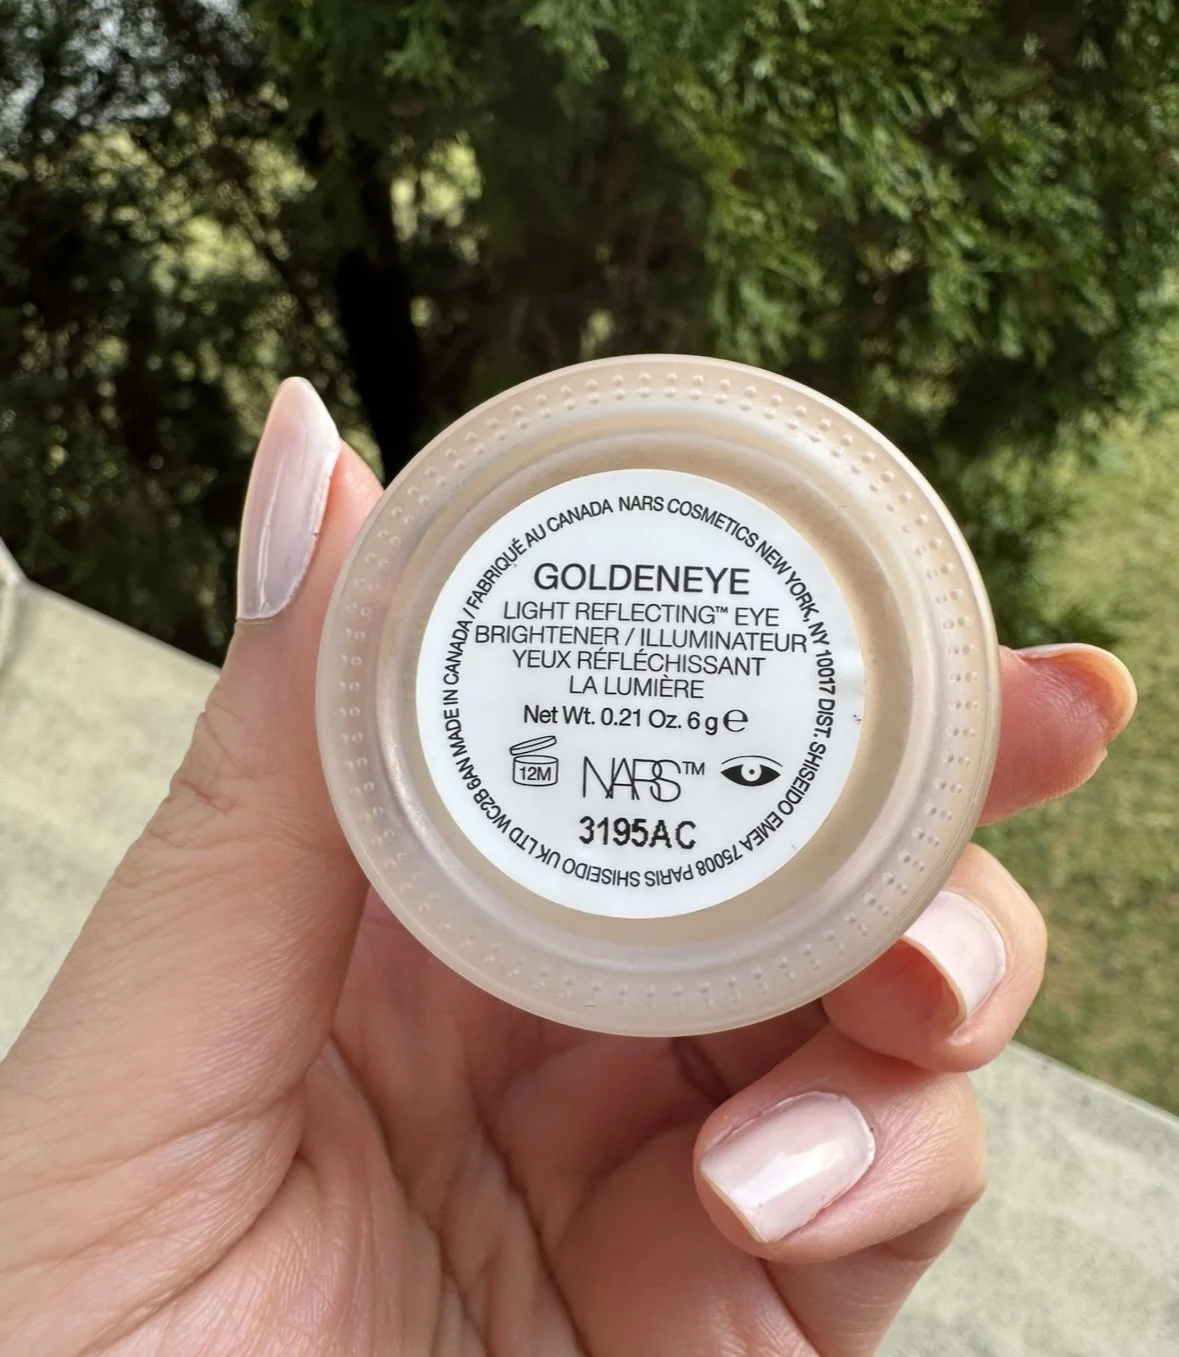 MADE IN CANADA / FABRIQUÉ AU CANADA NARS COSMETICS NEW YORK, NY 10017 DIST. SHISEIDO EMEA 75008 PARIS SHISEIDO UK LTD WC2B 6AN
GOLDENEYE
LIGHT REFLECTING™ EYE
BRIGHTENER / ILLUMINATEUR
YEUX RÉFLÉCHISSANT
LA LUMIÈRE
Net Wt. 0.21 Oz. 6 g ℮
12M NARS™
3195AC